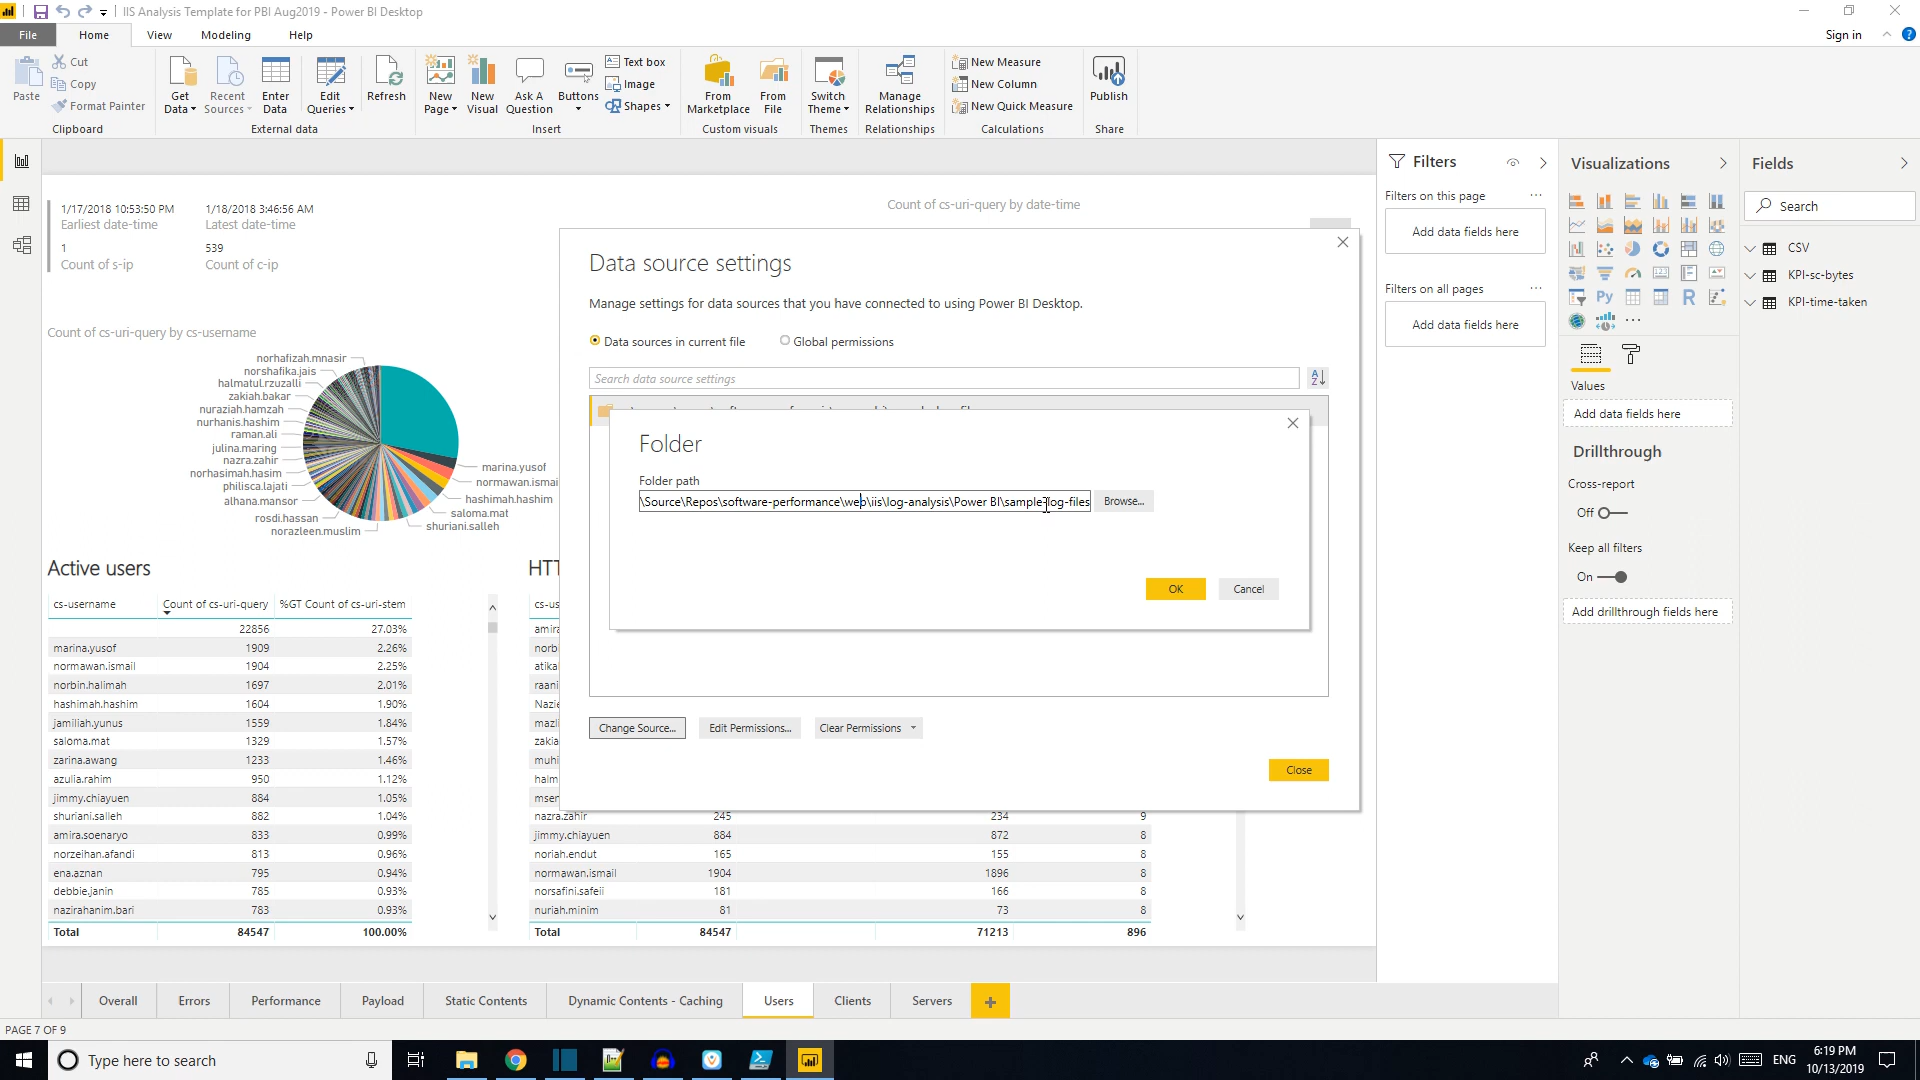 IIS Analysis Template for PBI Aug2019 - Power BI Desktop
File Home View Modeling Help
Sign in
Paste
Cut
Copy
Format Painter
Clipboard
Get Data
Recent Sources
Enter Data
Edit Queries
Refresh
External data
New Page
New Visual
Ask A Question
Buttons
Text box
Image
Shapes
Insert
From Marketplace
From File
Custom visuals
Switch Theme
Themes
Manage Relationships
Relationships
New Measure
New Column
New Quick Measure
Calculations
Publish
Share
1/17/2018 10:53:50 PM
Earliest date-time
1/18/2018 3:46:56 AM
Latest date-time
1
Count of s-ip
539
Count of c-ip
Count of cs-uri-query by date-time
Count of cs-uri-query by cs-username
norhafizah.mnasir
norshafika.jais
halmatul.rzuzalli
zakiah.bakar
nuraziah.hamzah
nurhanis.hashim
raman.ali
julina.maring
nazra.zahir
norhasimah.hasim
philisca.lajati
alhana.mansor
rosdi.hassan
norazleen.muslim
marina.yusof
normawan.ismai
hashimah.hashim
saloma.mat
shuriani.salleh
Active users
cs-username Count of cs-uri-query %GT Count of cs-uri-stem
22856 27.03%
marina.yusof 1909 2.26%
normawan.ismail 1904 2.25%
norbin.halimah 1697 2.01%
hashimah.hashim 1604 1.90%
jamiliah.yunus 1559 1.84%
saloma.mat 1329 1.57%
zarina.awang 1233 1.46%
azulia.rahim 950 1.12%
jimmy.chiayuen 884 1.05%
shuriani.salleh 882 1.04%
amira.soenaryo 833 0.99%
norzeihan.afandi 813 0.96%
ena.aznan 795 0.94%
debbie.janin 785 0.93%
nazirahanim.bari 783 0.93%
Total 84547 100.00%
HTT
cs-us
amira
norbi
atika
raani
Nazie
mazli
zakia
muhi
halm
mser
nazra.zahir 245 234 9
jimmy.chiayuen 884 872 8
noriah.endut 165 155 8
normawan.ismail 1904 1896 8
norsafini.safeii 181 166 8
nuriah.minim 81 73 8
Total 84547 71213 896
Data source settings
Manage settings for data sources that you have connected to using Power BI Desktop.
Data sources in current file
Global permissions
Search data source settings
Folder
Folder path
\Source\Repos\software-performance\web\iis\log-analysis\Power BI\sample-log-files
Browse...
OK
Cancel
Change Source...
Edit Permissions...
Clear Permissions
Close
Filters
Filters on this page
Add data fields here
Filters on all pages
Add data fields here
Visualizations
Py
R
123
Values
Add data fields here
Drillthrough
Cross-report
Off
Keep all filters
On
Add drillthrough fields here
Fields
Search
CSV
KPI-sc-bytes
KPI-time-taken
Overall Errors Performance Payload Static Contents Dynamic Contents - Caching Users Clients Servers
PAGE 7 OF 9
Type here to search
ENG
6:19 PM
10/13/2019